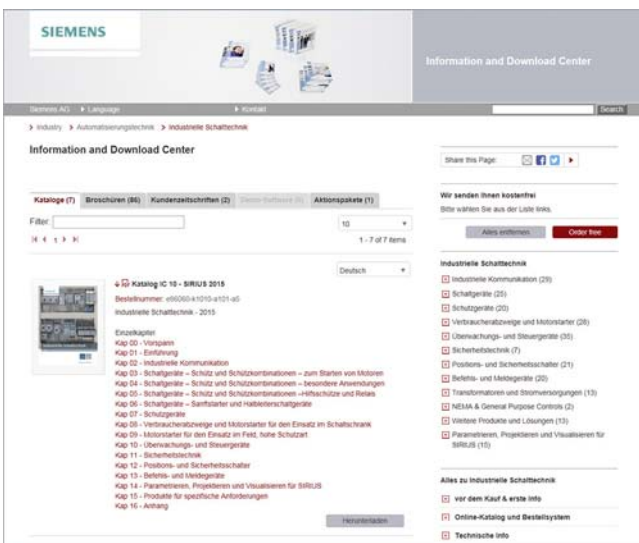 SIEMENS
Information and Download Center
Siemens AG Language Kontakt Search
Industry Automatisierungstechnik Industrielle Schalttechnik
Information and Download Center
Share this Page:
Kataloge (7) Broschüren (86) Kundenzeitschriften (2) Demo-Software (0) Aktionspakete (1)
Filter: 10
1 1 - 7 of 7 items
Deutsch
Katalog IC 10 - SIRIUS 2015
Bestellnummer: e86060-k1010-a101-a5
Industrielle Schalttechnik - 2015
Einzelkapitel
Kap 00 - Vorspann
Kap 01 - Einführung
Kap 02 - Industrielle Kommunikation
Kap 03 - Schaltgeräte – Schütz und Schützkombinationen – zum Starten von Motoren
Kap 04 - Schaltgeräte – Schütz und Schützkombinationen – besondere Anwendungen
Kap 05 - Schaltgeräte – Schütz und Schützkombinationen –Hilfsschütze und Relais
Kap 06 - Schaltgeräte – Sanftstarter und Halbleiterschaltgeräte
Kap 07 - Schutzgeräte
Kap 08 - Verbraucherabzweige und Motorstarter für den Einsatz im Schaltschrank
Kap 09 - Motorstarter für den Einsatz im Feld, hohe Schutzart
Kap 10 - Überwachungs- und Steuergeräte
Kap 11 - Sicherheitstechnik
Kap 12 - Positions- und Sicherheitsschalter
Kap 13 - Befehls- und Meldegeräte
Kap 14 - Parametrieren, Projektieren und Visualisieren für SIRIUS
Kap 15 - Produkte für spezifische Anforderungen
Kap 16 - Anhang
Herunterladen
Wir senden Ihnen kostenfrei
Bitte wählen Sie aus der Liste links.
Alles entfernen Order free
Industrielle Schalttechnik
Industrielle Kommunikation (29)
Schaltgeräte (25)
Schutzgeräte (20)
Verbraucherabzweige und Motorstarter (26)
Überwachungs- und Steuergeräte (35)
Sicherheitstechnik (7)
Positions- und Sicherheitsschalter (21)
Befehls- und Meldegeräte (20)
Transformatoren und Stromversorgungen (13)
NEMA & General Purpose Controls (2)
Weitere Produkte und Lösungen (13)
Parametrieren, Projektieren und Visualisieren für
SIRIUS (15)
Alles zu Industrielle Schalttechnik
vor dem Kauf & erste Info
Online-Katalog und Bestellsystem
Technische Info